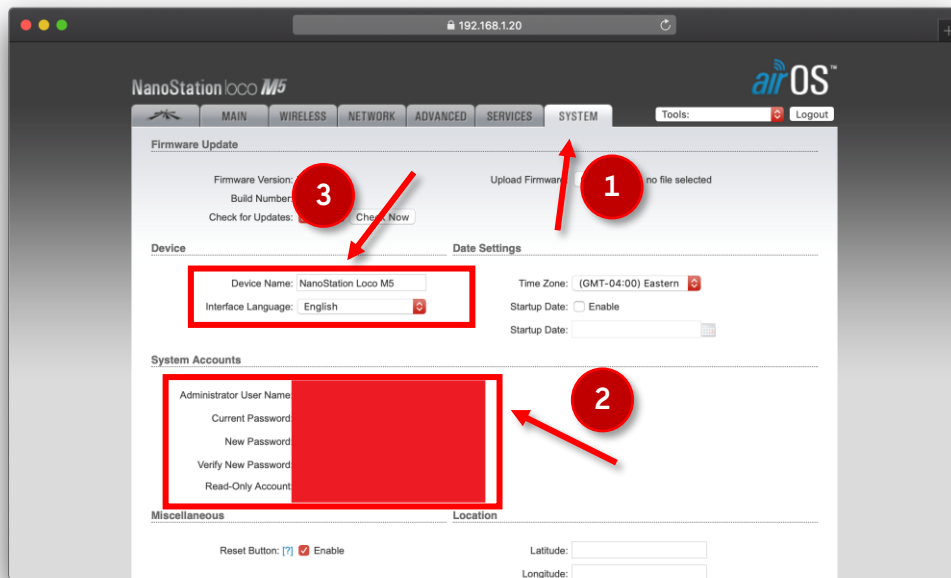 192.168.1.20
NanoStation loco M5
airOS™
MAIN WIRELESS NETWORK ADVANCED SERVICES SYSTEM Tools: Logout
Firmware Update
Firmware Version: Upload Firmware: no file selected
Build Number:
Check for Updates: Check Now
3
1
Device Date Settings
Device Name: NanoStation Loco M5 Time Zone: (GMT-04:00) Eastern
Interface Language: English Startup Date: Enable
Startup Date:
System Accounts
Administrator User Name:
Current Password:
New Password:
Verify New Password:
Read-Only Account:
2
Miscellaneous Location
Reset Button: [?] Enable Latitude:
Longitude: